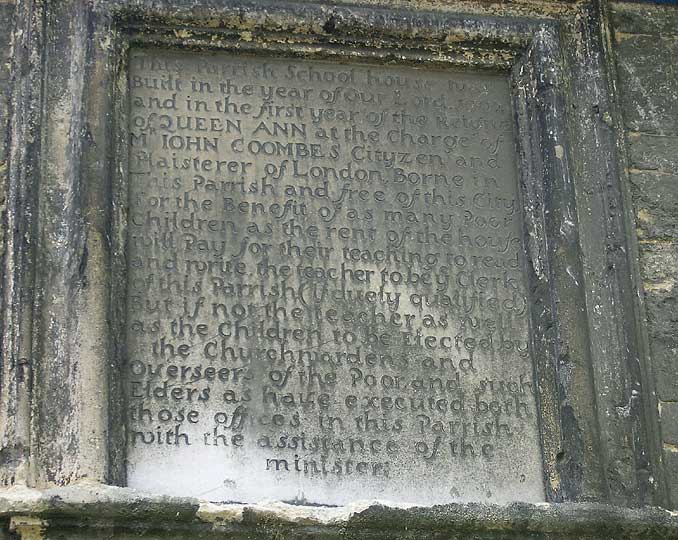 This Parrish School house was
Built in the year of our Lord
and in the first year of the Reigne
of QUEEN ANN at the Charge of
Mr IOHN COOMBES Cityzen and
Plaisterer of London, Borne in
This Parrish and free of this City
For the Benefit of as many Poor
Children as the rent of the house
will Pay for their teaching to read
and write, the teacher to be ye Clerk
of this Parrish (if duely qualified)
But if not the teacher as well
as the Children to be Elected by
the Churchwardens and
Overseers of the Poor, and such
Elders as have executed both
those offices in this Parrish
with the assistance of the
minister.